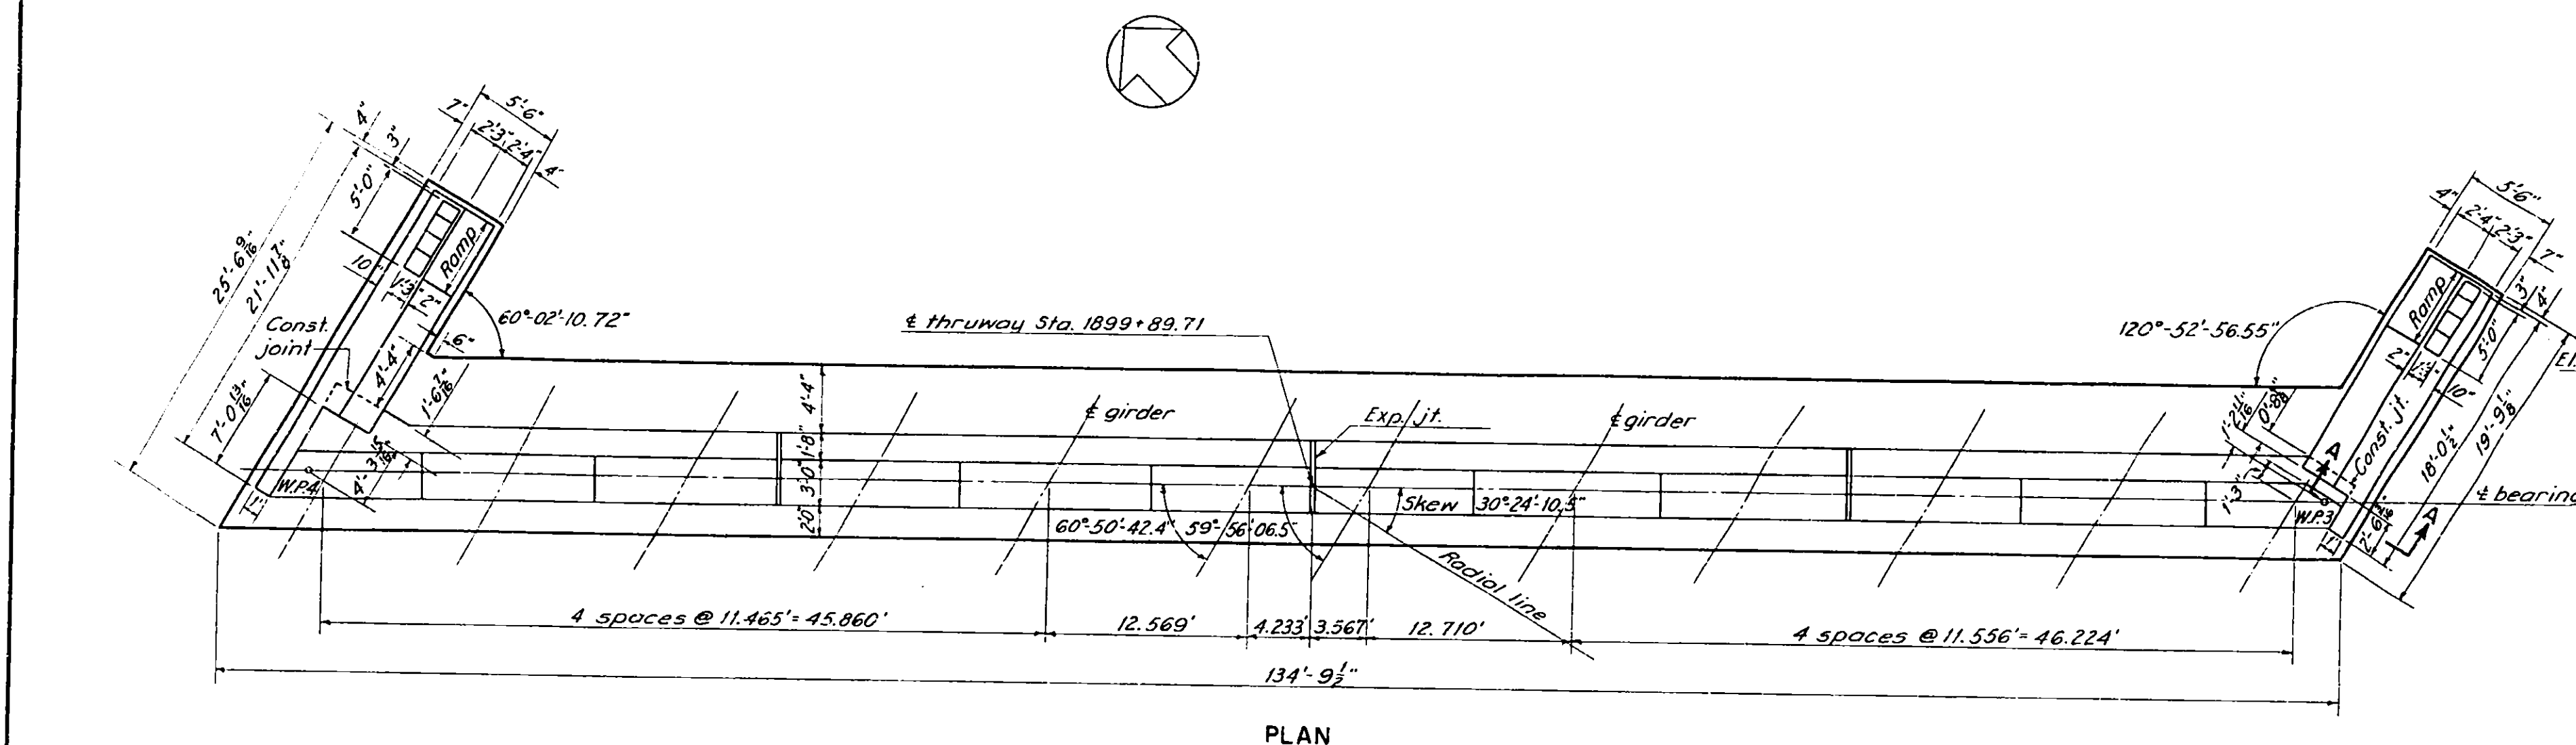 5'-6"
7"
2'-3" 2'-4"
4"
4"
3"
5'-0"
25'-6 9/16"
21'-11 7/8"
10"
1'-3" 2"
Ramp
60°-02'-10.72"
Const.
joint
6"
4'-4"
1'-6 7/16"
7'-0 13/16"
4'-3 15/16"
W.P.4
1"
℄ thruway Sta. 1899+89.71
4'-4"
1'-8"
3'-0"
℄ girder
Exp. jt.
℄ girder
60°-50'-42.4" 59°-56'-06.5"
Skew 30°-24'-10.5"
Radial line
5'-6"
4"
2'-4" 2'-3"
7"
3"
4"
Ramp
5'-0"
120°-52'-56.55"
2"
10"
El.
1'-2 11/16"
Const. jt.
18'-0 1/2"
19'-9 1/8"
A
1'-3"
℄ bearing
W.P.3
2'-6 3/16"
A
1"
4 spaces @ 11.465' = 45.860'
12.569'
4.233' 3.567'
12.710'
4 spaces @ 11.556' = 46.224'
134'-9 1/2"
PLAN